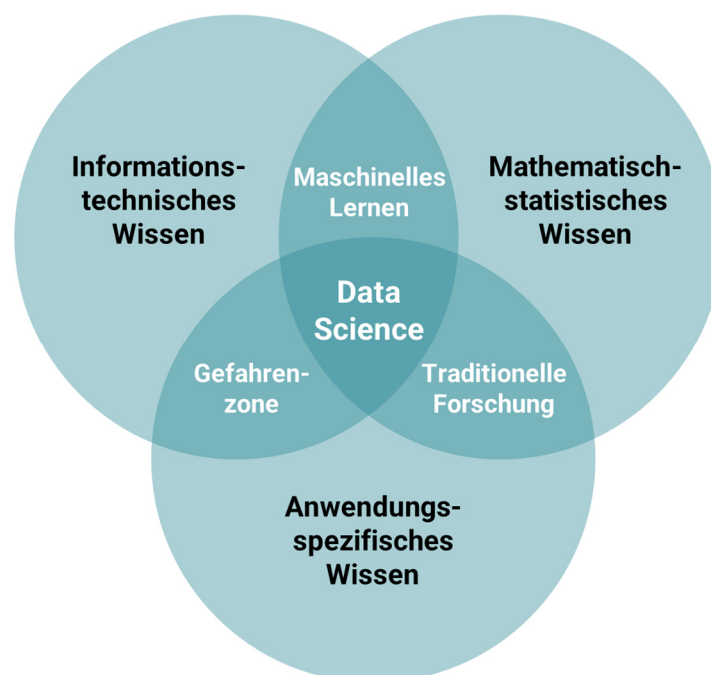 Informations-
technisches
Wissen
Maschinelles
Lernen
Mathematisch-
statistisches
Wissen
Data
Science
Gefahren-
zone
Traditionelle
Forschung
Anwendungs-
spezifisches
Wissen